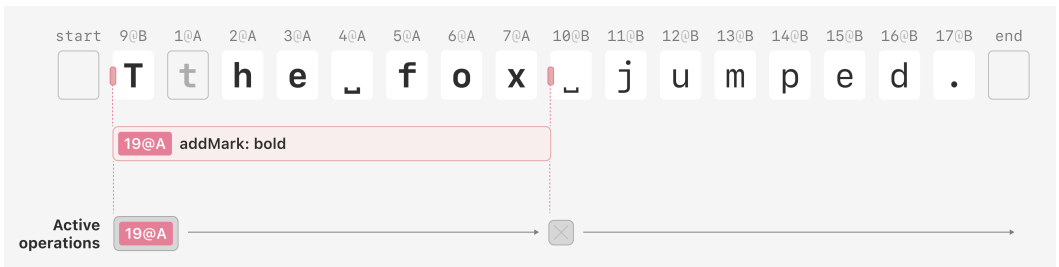 start 9@B 1@A 2@A 3@A 4@A 5@A 6@A 7@A 10@B 11@B 12@B 13@B 14@B 15@B 16@B 17@B end
T t h e ␣ f o x ␣ j u m p e d .
19@A addMark: bold
Active
operations
19@A